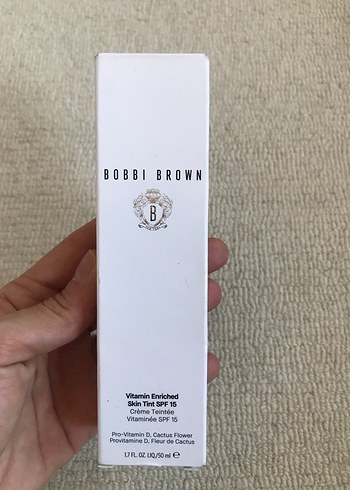 BOBBI BROWN
B
Vitamin Enriched
Skin Tint SPF 15
Crème Teintée
Vitaminée SPF 15
Pro-Vitamin D, Cactus Flower
Provitamine D, Fleur de Cactus
1.7 FL. OZ. LIQ./50 ml ℮